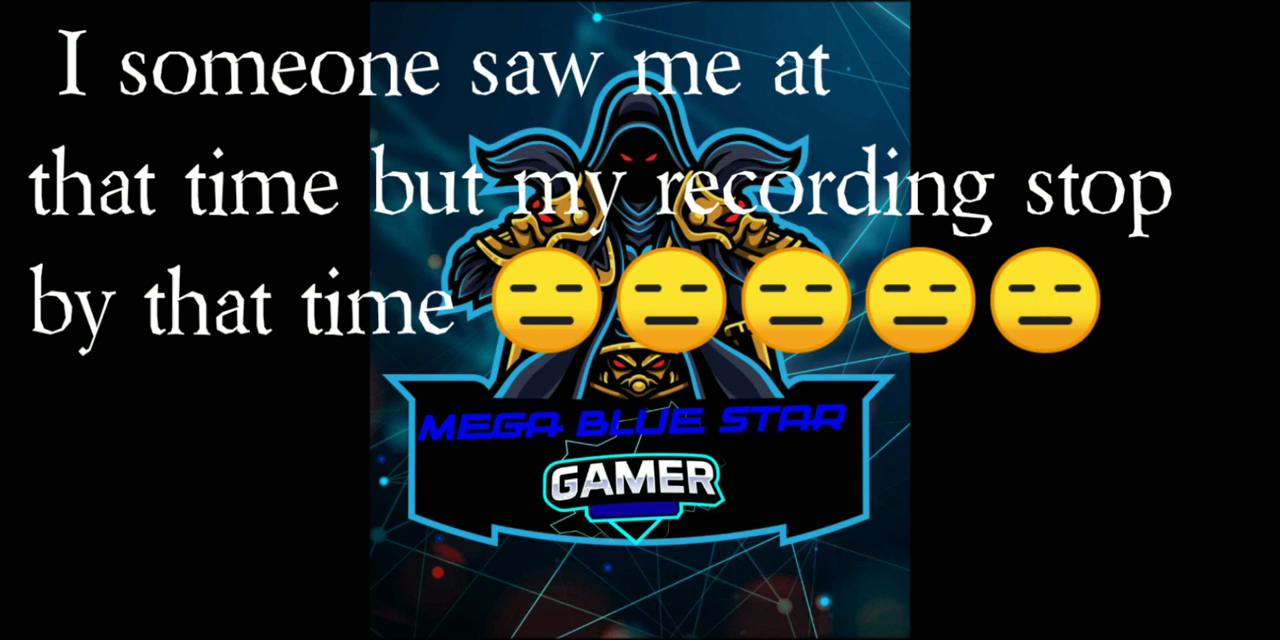 I someone saw me at
that time but my recording stop
by that time 😑😑😑😑😑
MEGA BLUE STAR
GAMER